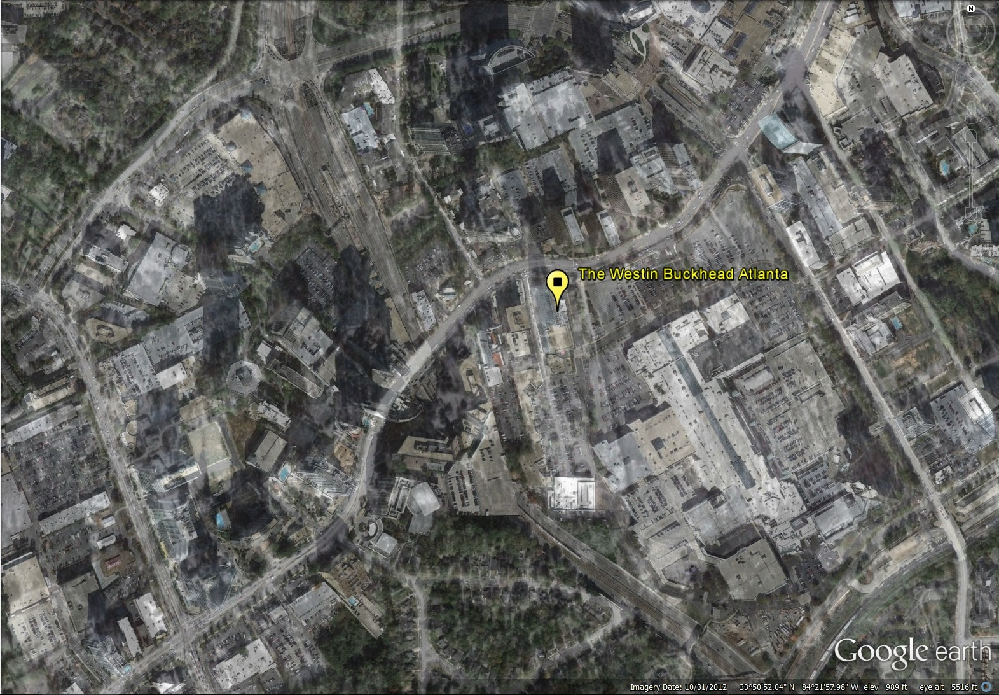 N
The Westin Buckhead Atlanta
Google earth
Imagery Date: 10/31/2012 33°50'52.04" N 84°21'57.98" W elev 989 ft eye alt 5516 ft